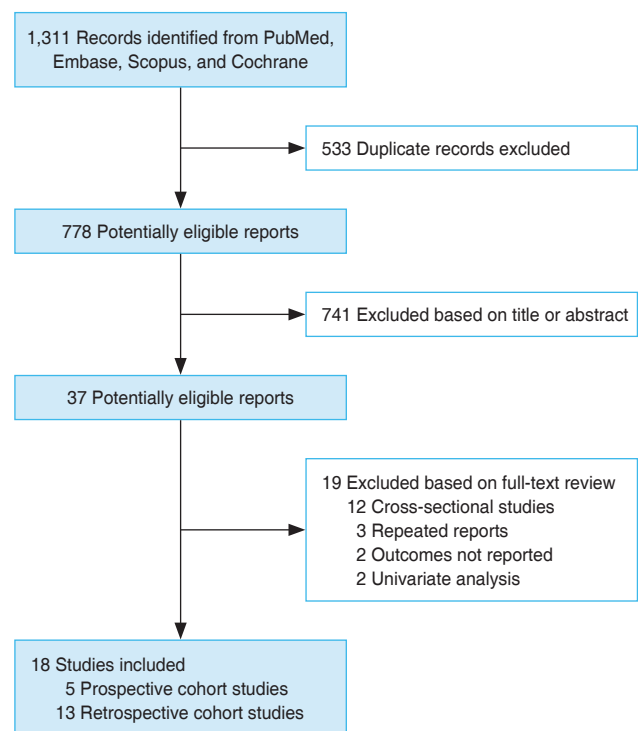 1,311 Records identified from PubMed,
Embase, Scopus, and Cochrane
533 Duplicate records excluded
778 Potentially eligible reports
741 Excluded based on title or abstract
37 Potentially eligible reports
19 Excluded based on full-text review
12 Cross-sectional studies
3 Repeated reports
2 Outcomes not reported
2 Univariate analysis
18 Studies included
5 Prospective cohort studies
13 Retrospective cohort studies